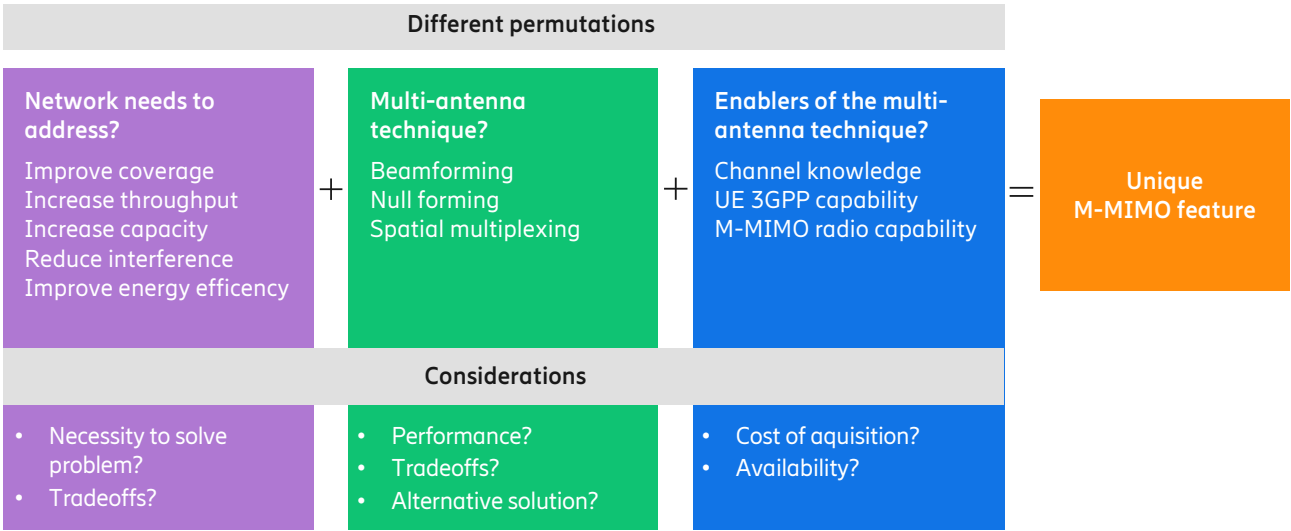 Different permutations
Network needs to
address?
Improve coverage
Increase throughput
Increase capacity
Reduce interference
Improve energy efficency
+
Multi-antenna
technique?
Beamforming
Null forming
Spatial multiplexing
+
Enablers of the multi-
antenna technique?
Channel knowledge
UE 3GPP capability
M-MIMO radio capability
=
Unique
M-MIMO feature
Considerations
• Necessity to solve
problem?
• Tradeoffs?
• Performance?
• Tradeoffs?
• Alternative solution?
• Cost of aquisition?
• Availability?